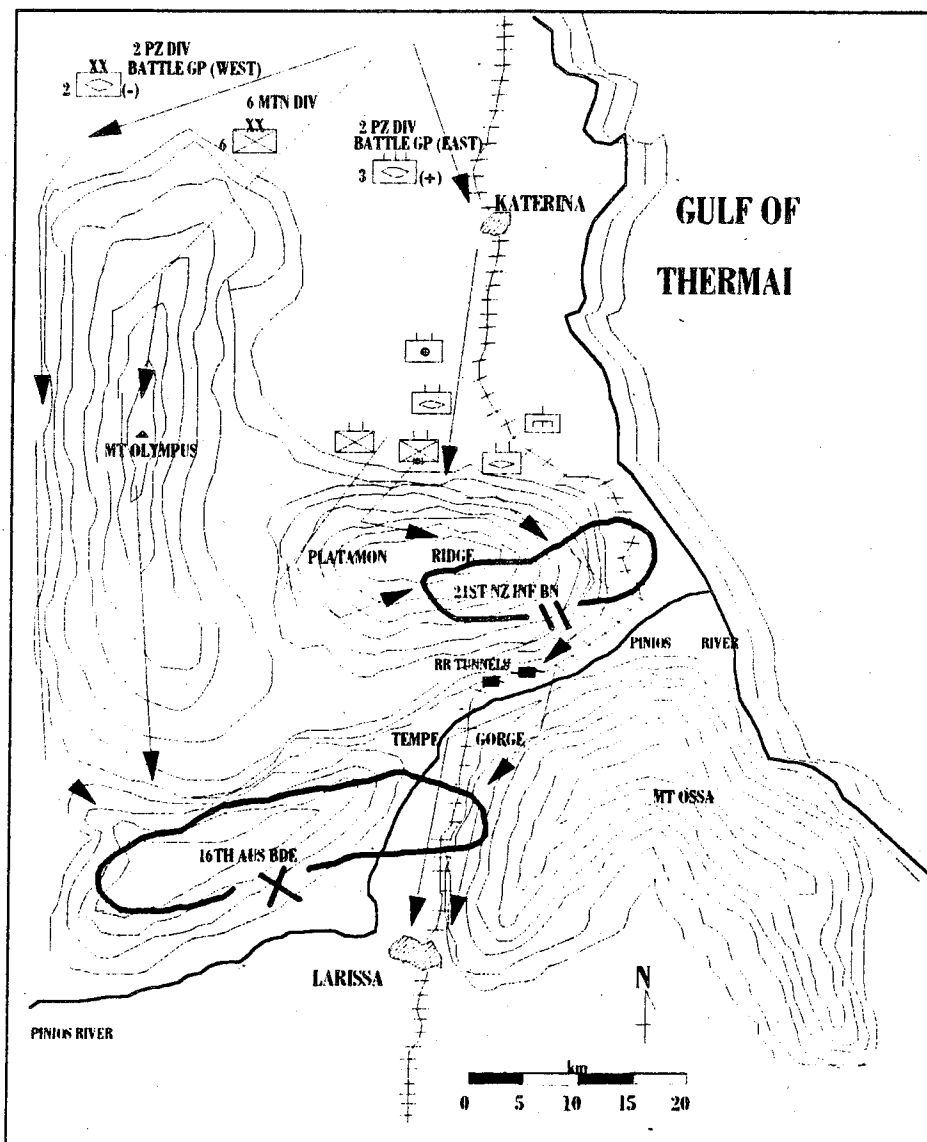 2 PZ DIV
XX BATTLE GP (WEST)
2 (-)
6 MTN DIV
XX
6
2 PZ DIV
BATTLE GP (EAST)
3 (+)
KATERINA
GULF OF
THERMAI
MT OLYMPUS
PLATAMON RIDGE
21ST NZ INF BN
PINIOS RIVER
RR TUNNELS
TEMPE GORGE
MT OSSA
16TH AUS BDE
X
LARISSA
N
PINIOS RIVER
km
0 5 10 15 20